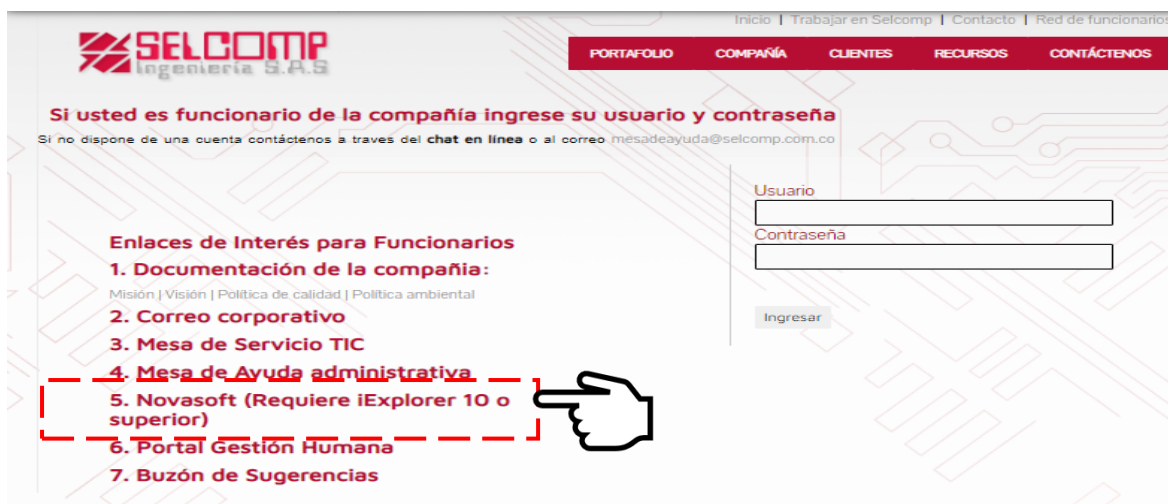 Inicio | Trabajar en Selcomp | Contacto | Red de funcionarios
SELCOMP
Ingeniería S.A.S
PORTAFOLIO COMPAÑÍA CLIENTES RECURSOS CONTÁCTENOS
Si usted es funcionario de la compañía ingrese su usuario y contraseña
Si no dispone de una cuenta contáctenos a traves del chat en línea o al correo mesadeayuda@selcomp.com.co
Usuario
Contraseña
Ingresar
Enlaces de Interés para Funcionarios
1. Documentación de la compañia:
Misión | Visión | Política de calidad | Política ambiental
2. Correo corporativo
3. Mesa de Servicio TIC
4. Mesa de Ayuda administrativa
5. Novasoft (Requiere iExplorer 10 o
superior)
6. Portal Gestión Humana
7. Buzón de Sugerencias